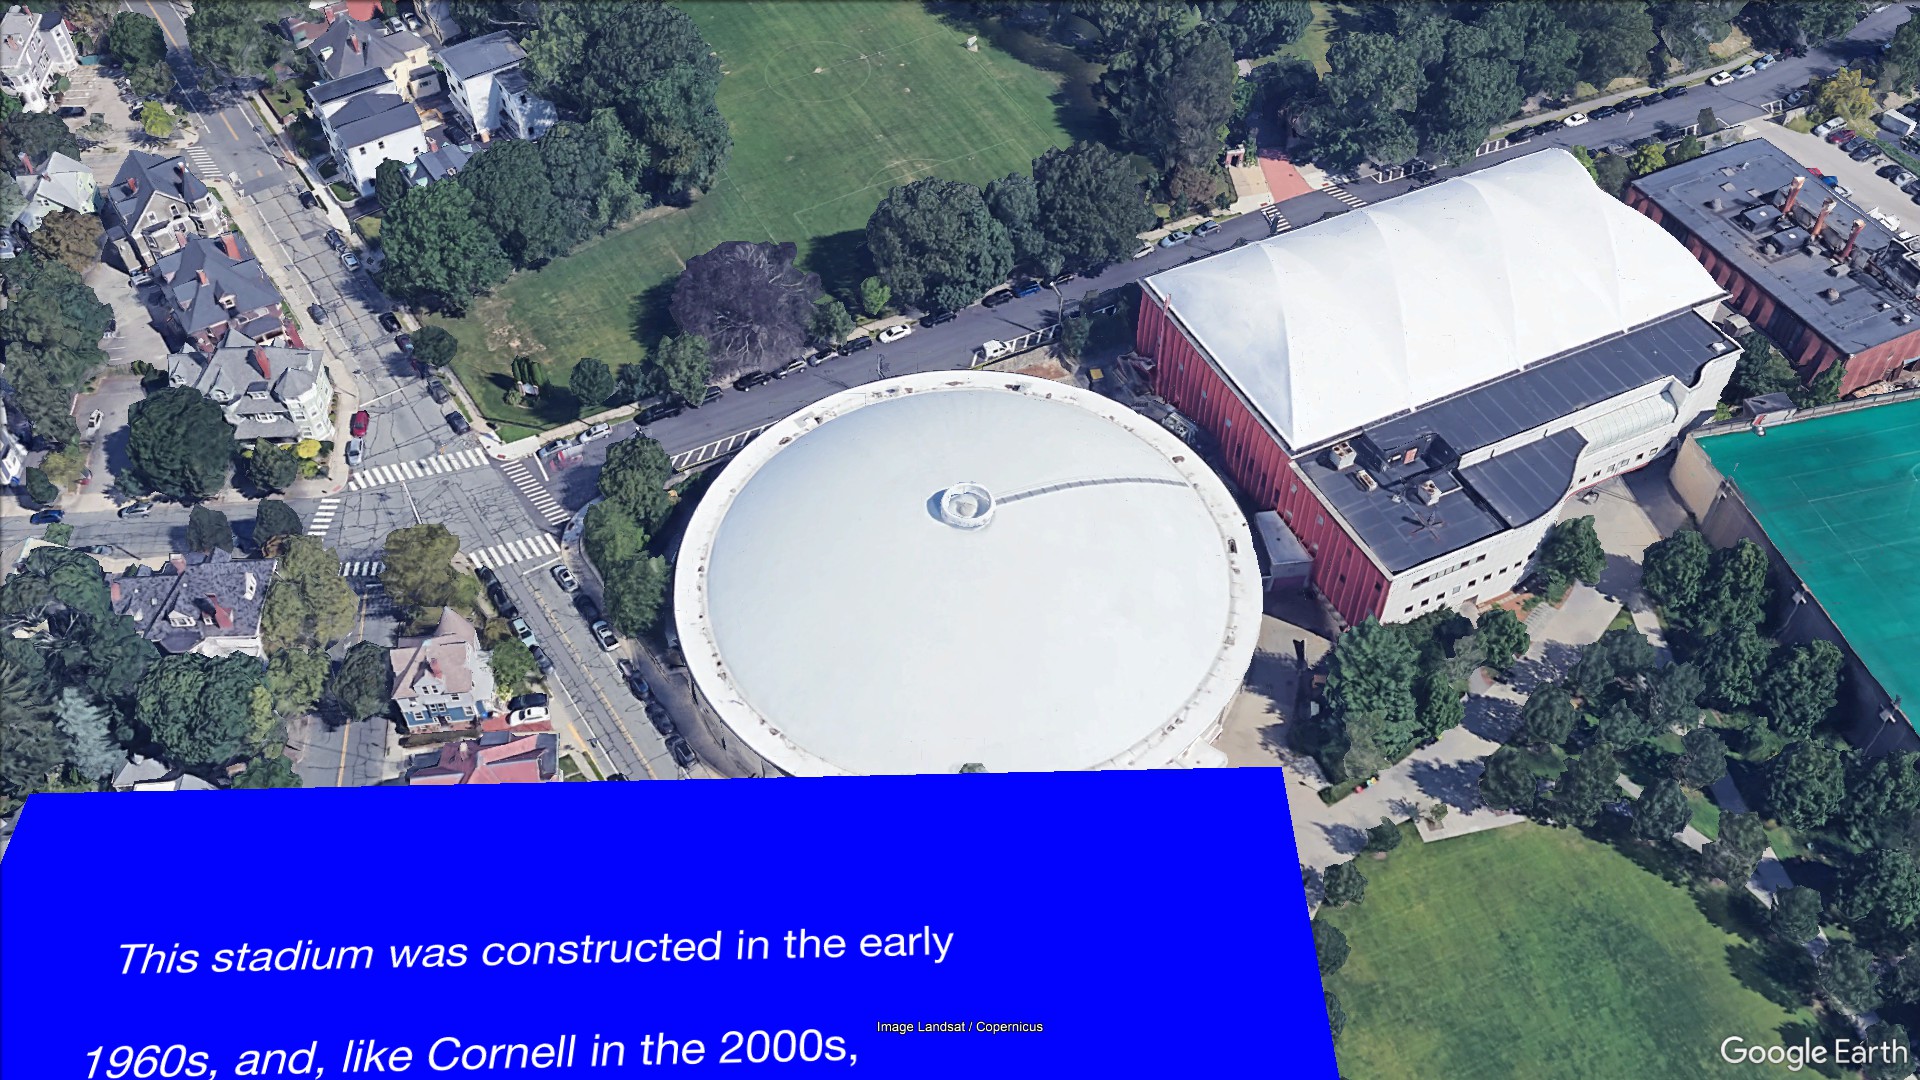 This stadium was constructed in the early
1960s, and, like Cornell in the 2000s,
Image Landsat / Copernicus
Google Earth